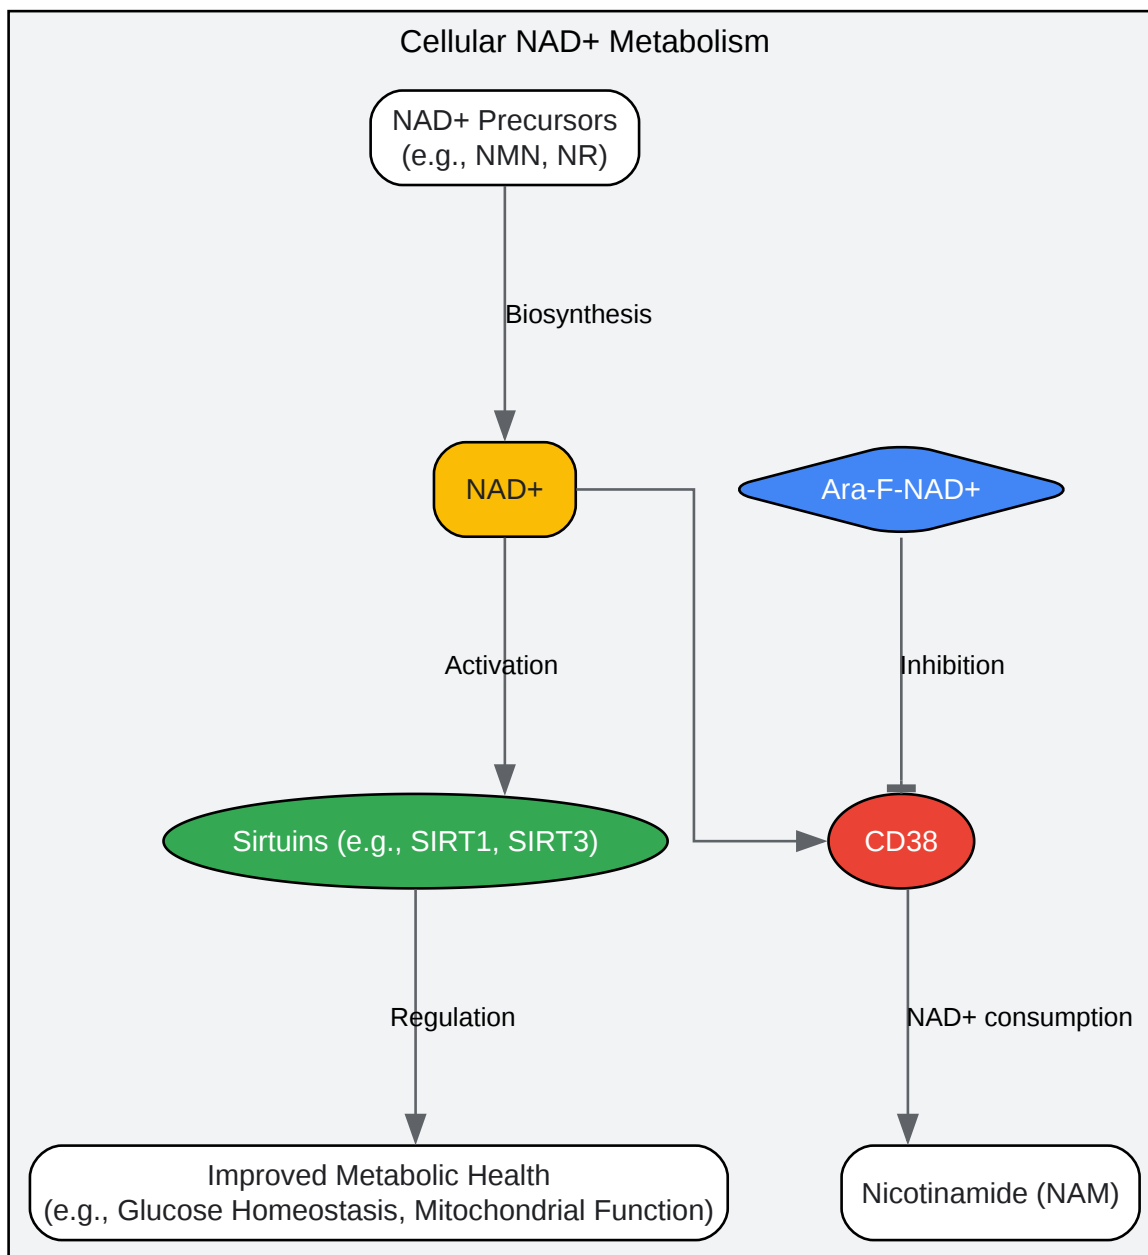 Cellular NAD+ Metabolism
NAD+ Precursors
(e.g., NMN, NR)
Biosynthesis
NAD+
Ara-F-NAD+
Activation
Inhibition
Sirtuins (e.g., SIRT1, SIRT3)
CD38
Regulation
NAD+ consumption
Improved Metabolic Health
(e.g., Glucose Homeostasis, Mitochondrial Function)
Nicotinamide (NAM)